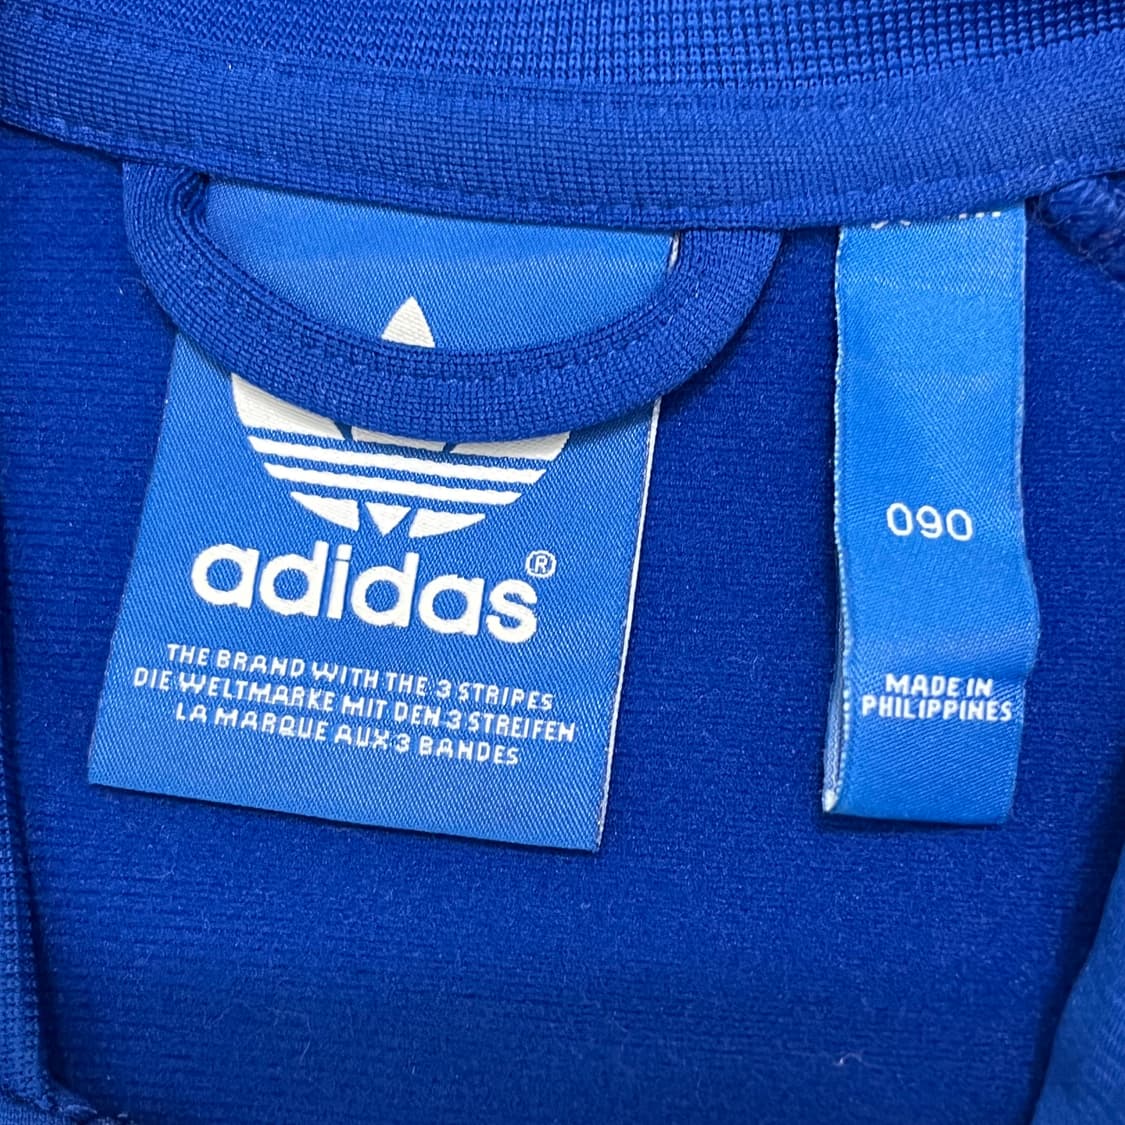 adidas®
THE BRAND WITH THE 3 STRIPES
DIE WELTMARKE MIT DEN 3 STREIFEN
LA MARQUE AUX 3 BANDES
090
MADE IN
PHILIPPINES